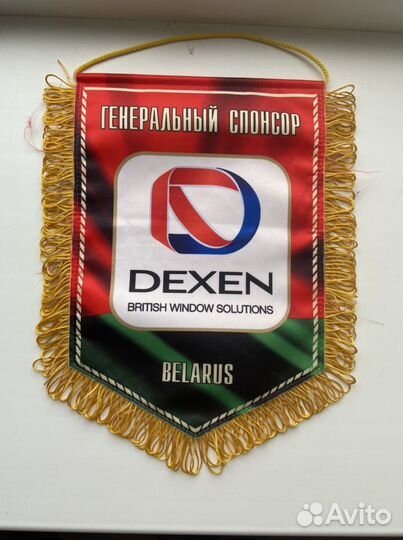 ГЕНЕРАЛЬНЫЙ СПОНСОР
DEXEN
BRITISH WINDOW SOLUTIONS
BELARUS
Avito